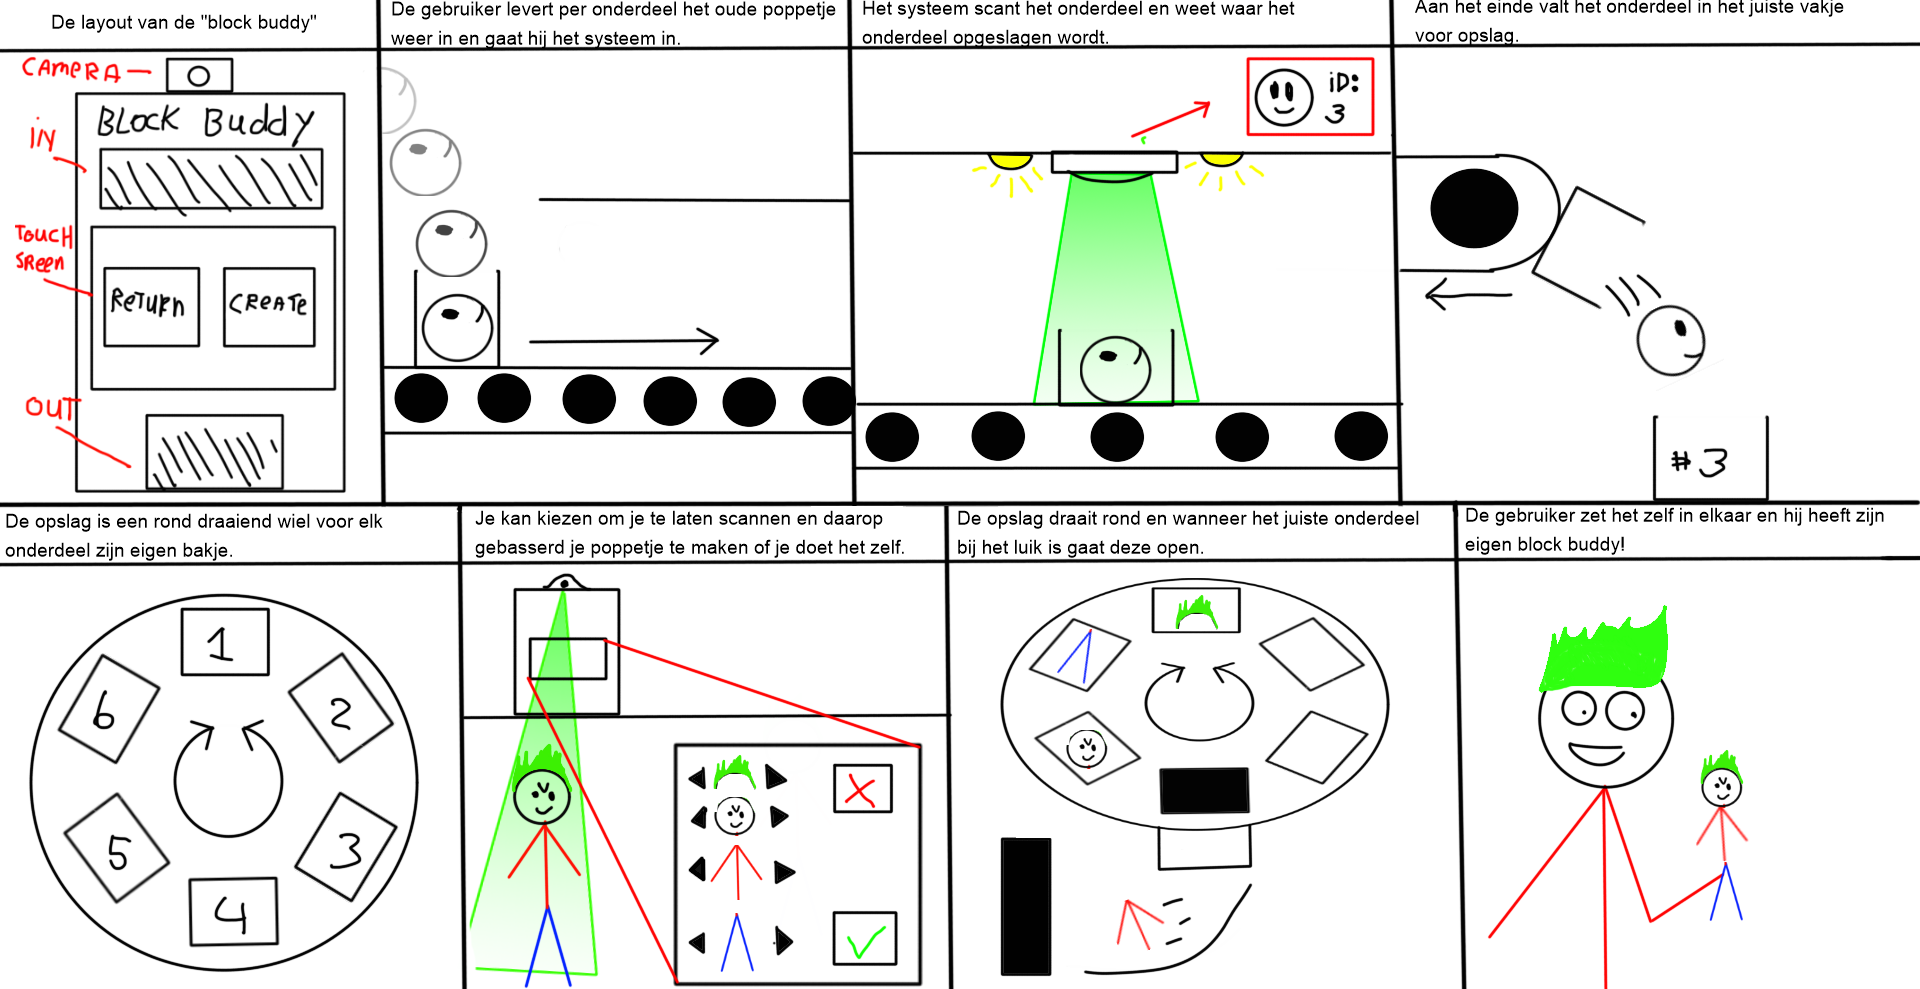 De layout van de "block buddy"
CAMERA
BLOCK BUDDY
IN
TOUCH
SREEN
RETURN
CREATE
OUT
De gebruiker levert per onderdeel het oude poppetje
weer in en gaat hij het systeem in.
Het systeem scant het onderdeel en weet waar het
onderdeel opgeslagen wordt.
iD:
3
Aan het einde valt het onderdeel in het juiste vakje
voor opslag.
#3
De opslag is een rond draaiend wiel voor elk
onderdeel zijn eigen bakje.
1
2
3
4
5
6
Je kan kiezen om je te laten scannen en daarop
gebasserd je poppetje te maken of je doet het zelf.
De opslag draait rond en wanneer het juiste onderdeel
bij het luik is gaat deze open.
De gebruiker zet het zelf in elkaar en hij heeft zijn
eigen block buddy!